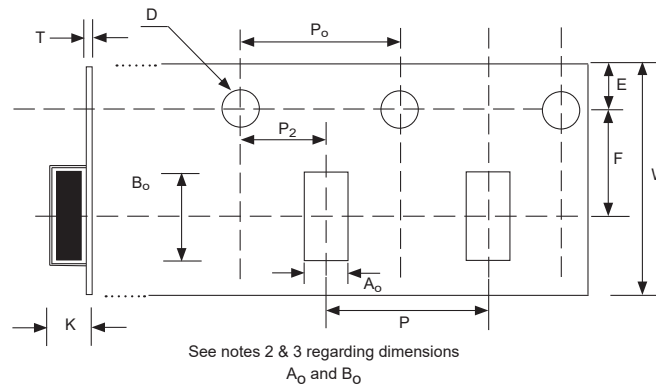 T
D
Po
E
P2
F
W
Bo
Ao
K
P
See notes 2 & 3 regarding dimensions
Ao and Bo